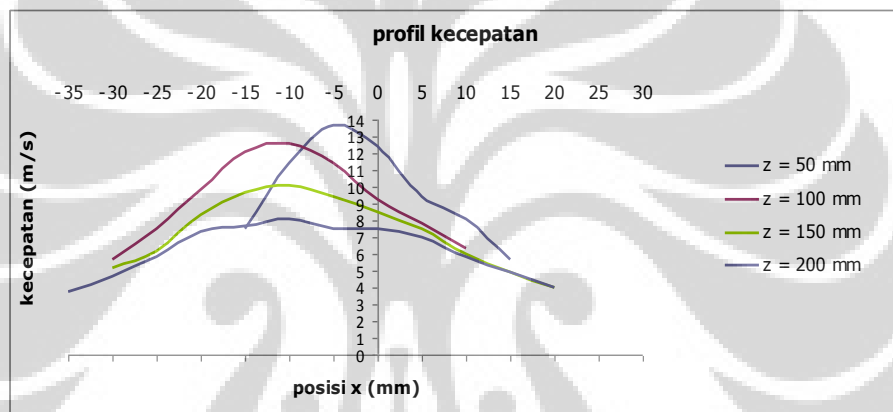 profil kecepatan
-35 -30 -25 -20 -15 -10 -5 0 5 10 15 20 25 30
14
13
12
11
10
9
8
7
6
5
4
3
2
1
0
kecepatan (m/s)
z = 50 mm
z = 100 mm
z = 150 mm
z = 200 mm
posisi x (mm)